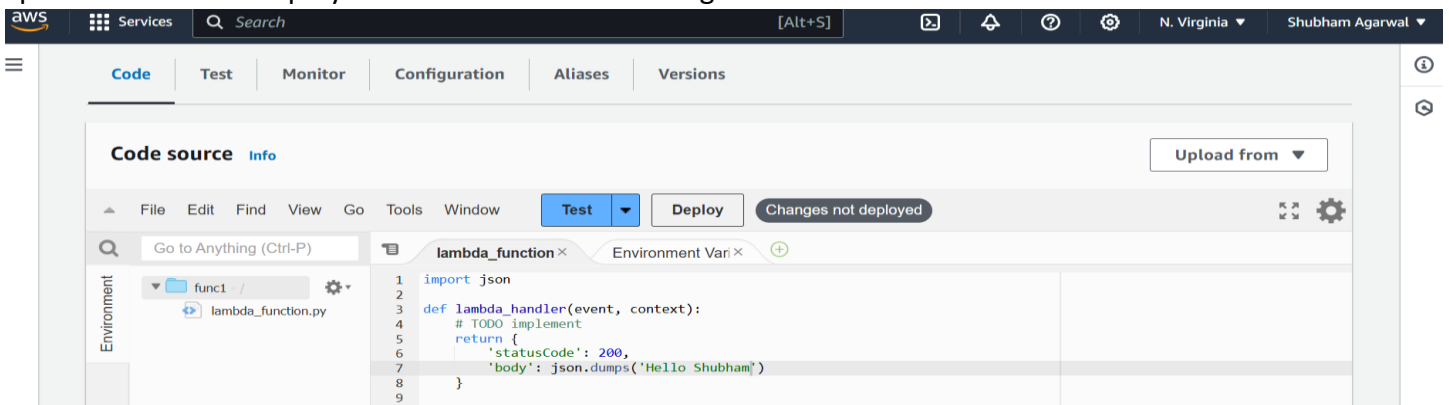 aws Services Search [Alt+S] N. Virginia ▼ Shubham Agarwal ▼
Code Test Monitor Configuration Aliases Versions
Code source Info Upload from ▼
File Edit Find View Go Tools Window Test Deploy Changes not deployed
Go to Anything (Ctrl-P) lambda_function × Environment Vari ×
Environment
func1 - /
lambda_function.py
1 import json
2
3 def lambda_handler(event, context):
4 # TODO implement
5 return {
6 'statusCode': 200,
7 'body': json.dumps('Hello Shubham')
8 }
9